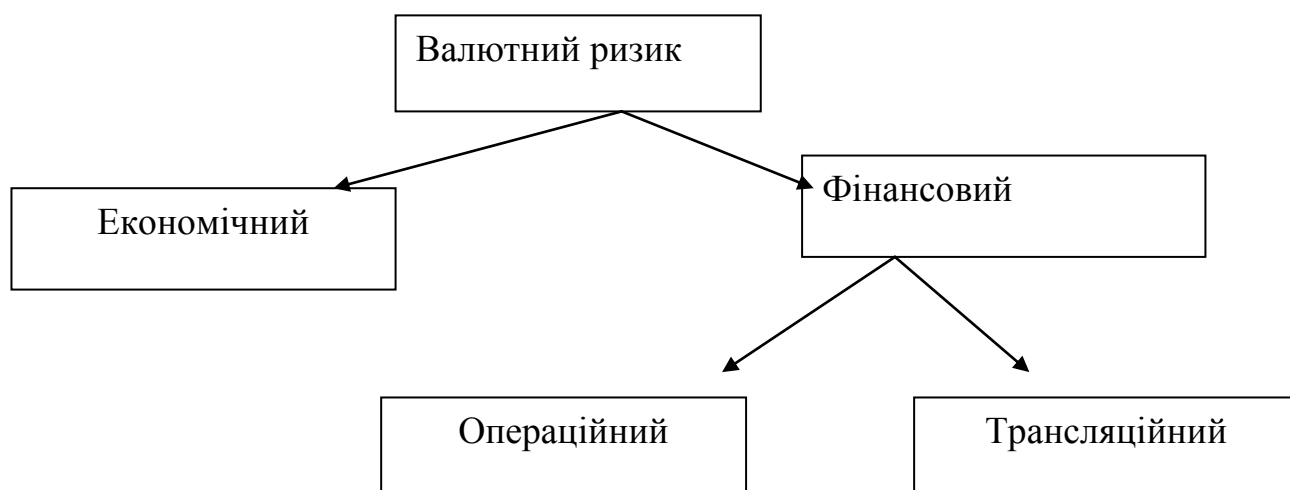 Валютний ризик
Економічний
Фінансовий
Операційний
Трансляційний